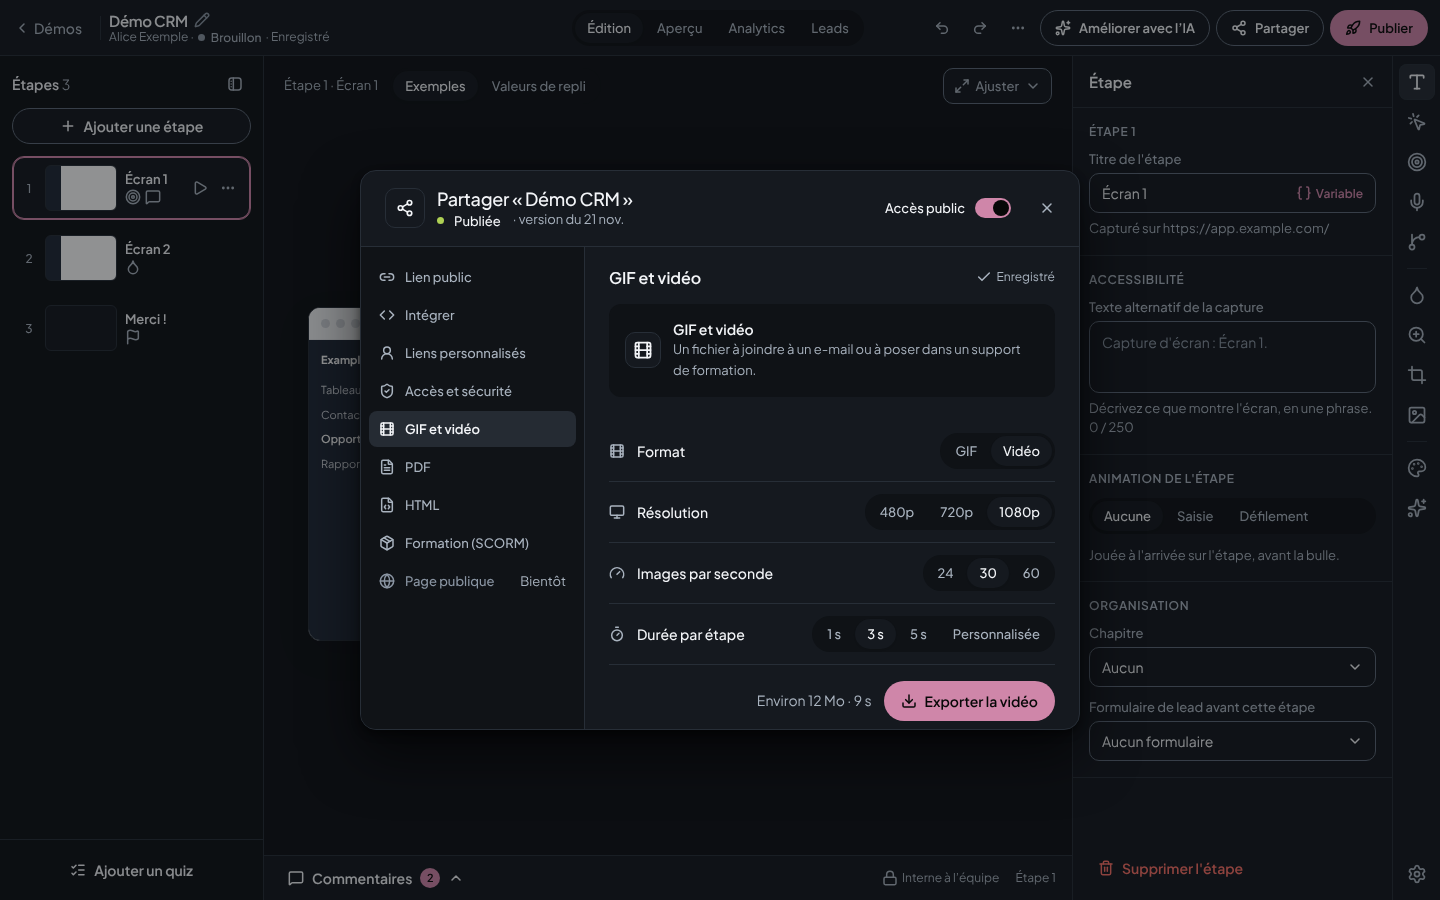 Démos
Démo CRM
Alice Exemple · Brouillon · Enregistré
Édition
Aperçu
Analytics
Leads
Améliorer avec l'IA
Partager
Publier
Étapes 3
Ajouter une étape
1
Écran 1
2
Écran 2
3
Merci !
Ajouter un quiz
Étape 1 · Écran 1
Exemples
Valeurs de repli
Ajuster
Tableau
Rappor
Partager « Démo CRM »
Publiée · version du 21 nov.
Accès public
Lien public
Intégrer
Liens personnalisés
Accès et sécurité
GIF et vidéo
PDF
HTML
Formation (SCORM)
Page publique
Bientôt
GIF et vidéo
Enregistré
GIF et vidéo
Un fichier à joindre à un e-mail ou à poser dans un support
de formation.
Format
GIF
Vidéo
Résolution
480p
720p
1080p
Images par seconde
24
30
60
Durée par étape
1 s
3 s
5 s
Personnalisée
Environ 12 Mo · 9 s
Exporter la vidéo
Commentaires 2
Interne à l'équipe
Étape 1
Étape
ÉTAPE 1
Titre de l'étape
Écran 1
{ } Variable
Capturé sur https://app.example.com/
ACCESSIBILITÉ
Texte alternatif de la capture
Capture d'écran : Écran 1.
Décrivez ce que montre l'écran, en une phrase.
0 / 250
ANIMATION DE L'ÉTAPE
Aucune
Saisie
Défilement
Jouée à l'arrivée sur l'étape, avant la bulle.
ORGANISATION
Chapitre
Aucun
Formulaire de lead avant cette étape
Aucun formulaire
Supprimer l'étape